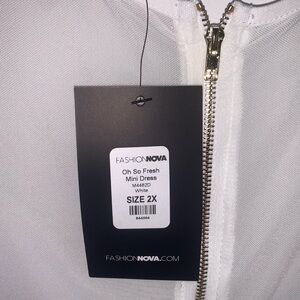 FASHIONNOVA
Oh So Fresh
Mini Dress
M4482D
White
SIZE 2X
FASHIONNOVA.COM